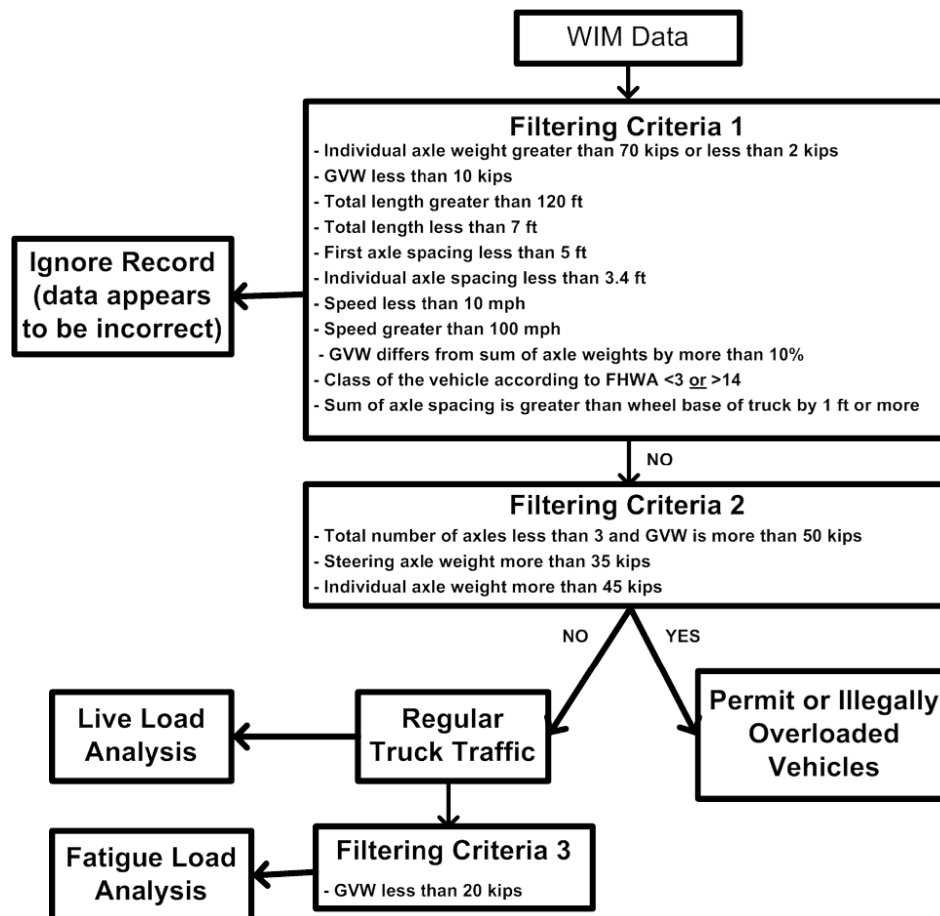 WIM Data
Filtering Criteria 1
- Individual axle weight greater than 70 kips or less than 2 kips
- GVW less than 10 kips
- Total length greater than 120 ft
- Total length less than 7 ft
- First axle spacing less than 5 ft
- Individual axle spacing less than 3.4 ft
- Speed less than 10 mph
- Speed greater than 100 mph
- GVW differs from sum of axle weights by more than 10%
- Class of the vehicle according to FHWA <3 or >14
- Sum of axle spacing is greater than wheel base of truck by 1 ft or more
Ignore Record
(data appears
to be incorrect)
NO
Filtering Criteria 2
- Total number of axles less than 3 and GVW is more than 50 kips
- Steering axle weight more than 35 kips
- Individual axle weight more than 45 kips
NO
YES
Live Load
Analysis
Regular
Truck Traffic
Permit or Illegally
Overloaded
Vehicles
Fatigue Load
Analysis
Filtering Criteria 3
- GVW less than 20 kips